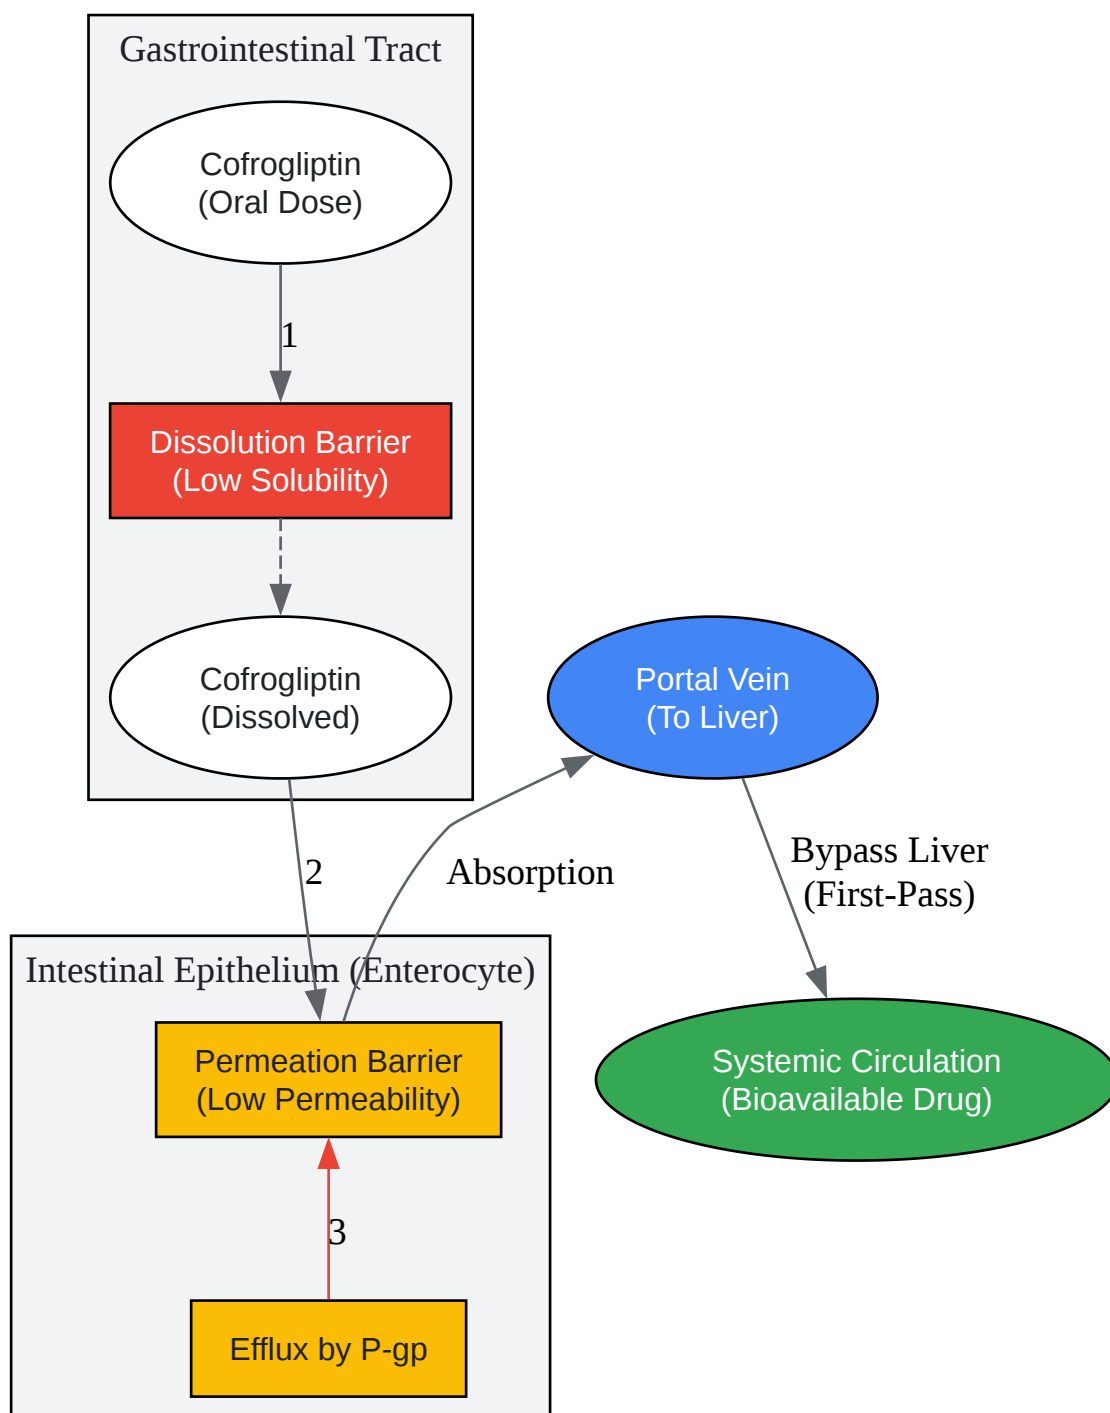 Gastrointestinal Tract
Cofrogliptin
(Oral Dose)
1
Dissolution Barrier
(Low Solubility)
Cofrogliptin
(Dissolved)
Portal Vein
(To Liver)
2
Absorption
Bypass Liver
(First-Pass)
Intestinal Epithelium (Enterocyte)
Permeation Barrier
(Low Permeability)
Systemic Circulation
(Bioavailable Drug)
3
Efflux by P-gp